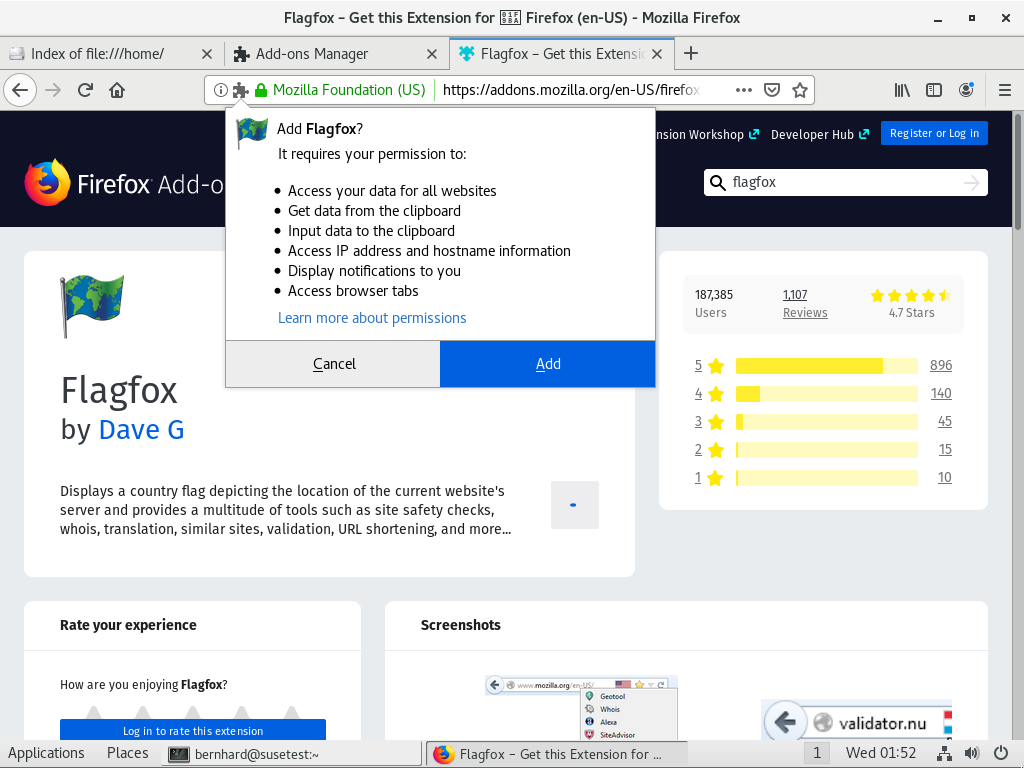 Flagfox – Get this Extension for 01F98A Firefox (en-US) - Mozilla Firefox
Index of file:///home/
Add-ons Manager
Flagfox – Get this Extensi
Mozilla Foundation (US)
https://addons.mozilla.org/en-US/firefox
nsion Workshop
Developer Hub
Register or Log in
Firefox Add-o
flagfox
Add Flagfox?
It requires your permission to:
• Access your data for all websites
• Get data from the clipboard
• Input data to the clipboard
• Access IP address and hostname information
• Display notifications to you
• Access browser tabs
Learn more about permissions
Cancel
Add
Flagfox
by Dave G
Displays a country flag depicting the location of the current website's
server and provides a multitude of tools such as site safety checks,
whois, translation, similar sites, validation, URL shortening, and more...
187,385
Users
1,107
Reviews
4.7 Stars
5 896
4 140
3 45
2 15
1 10
Rate your experience
How are you enjoying Flagfox?
Log in to rate this extension
Screenshots
www.mozilla.org/en-US/
Geotool
Whois
Alexa
SiteAdvisor
validator.nu
Applications
Places
bernhard@susetest:~
Flagfox – Get this Extension for ...
1
Wed 01:52